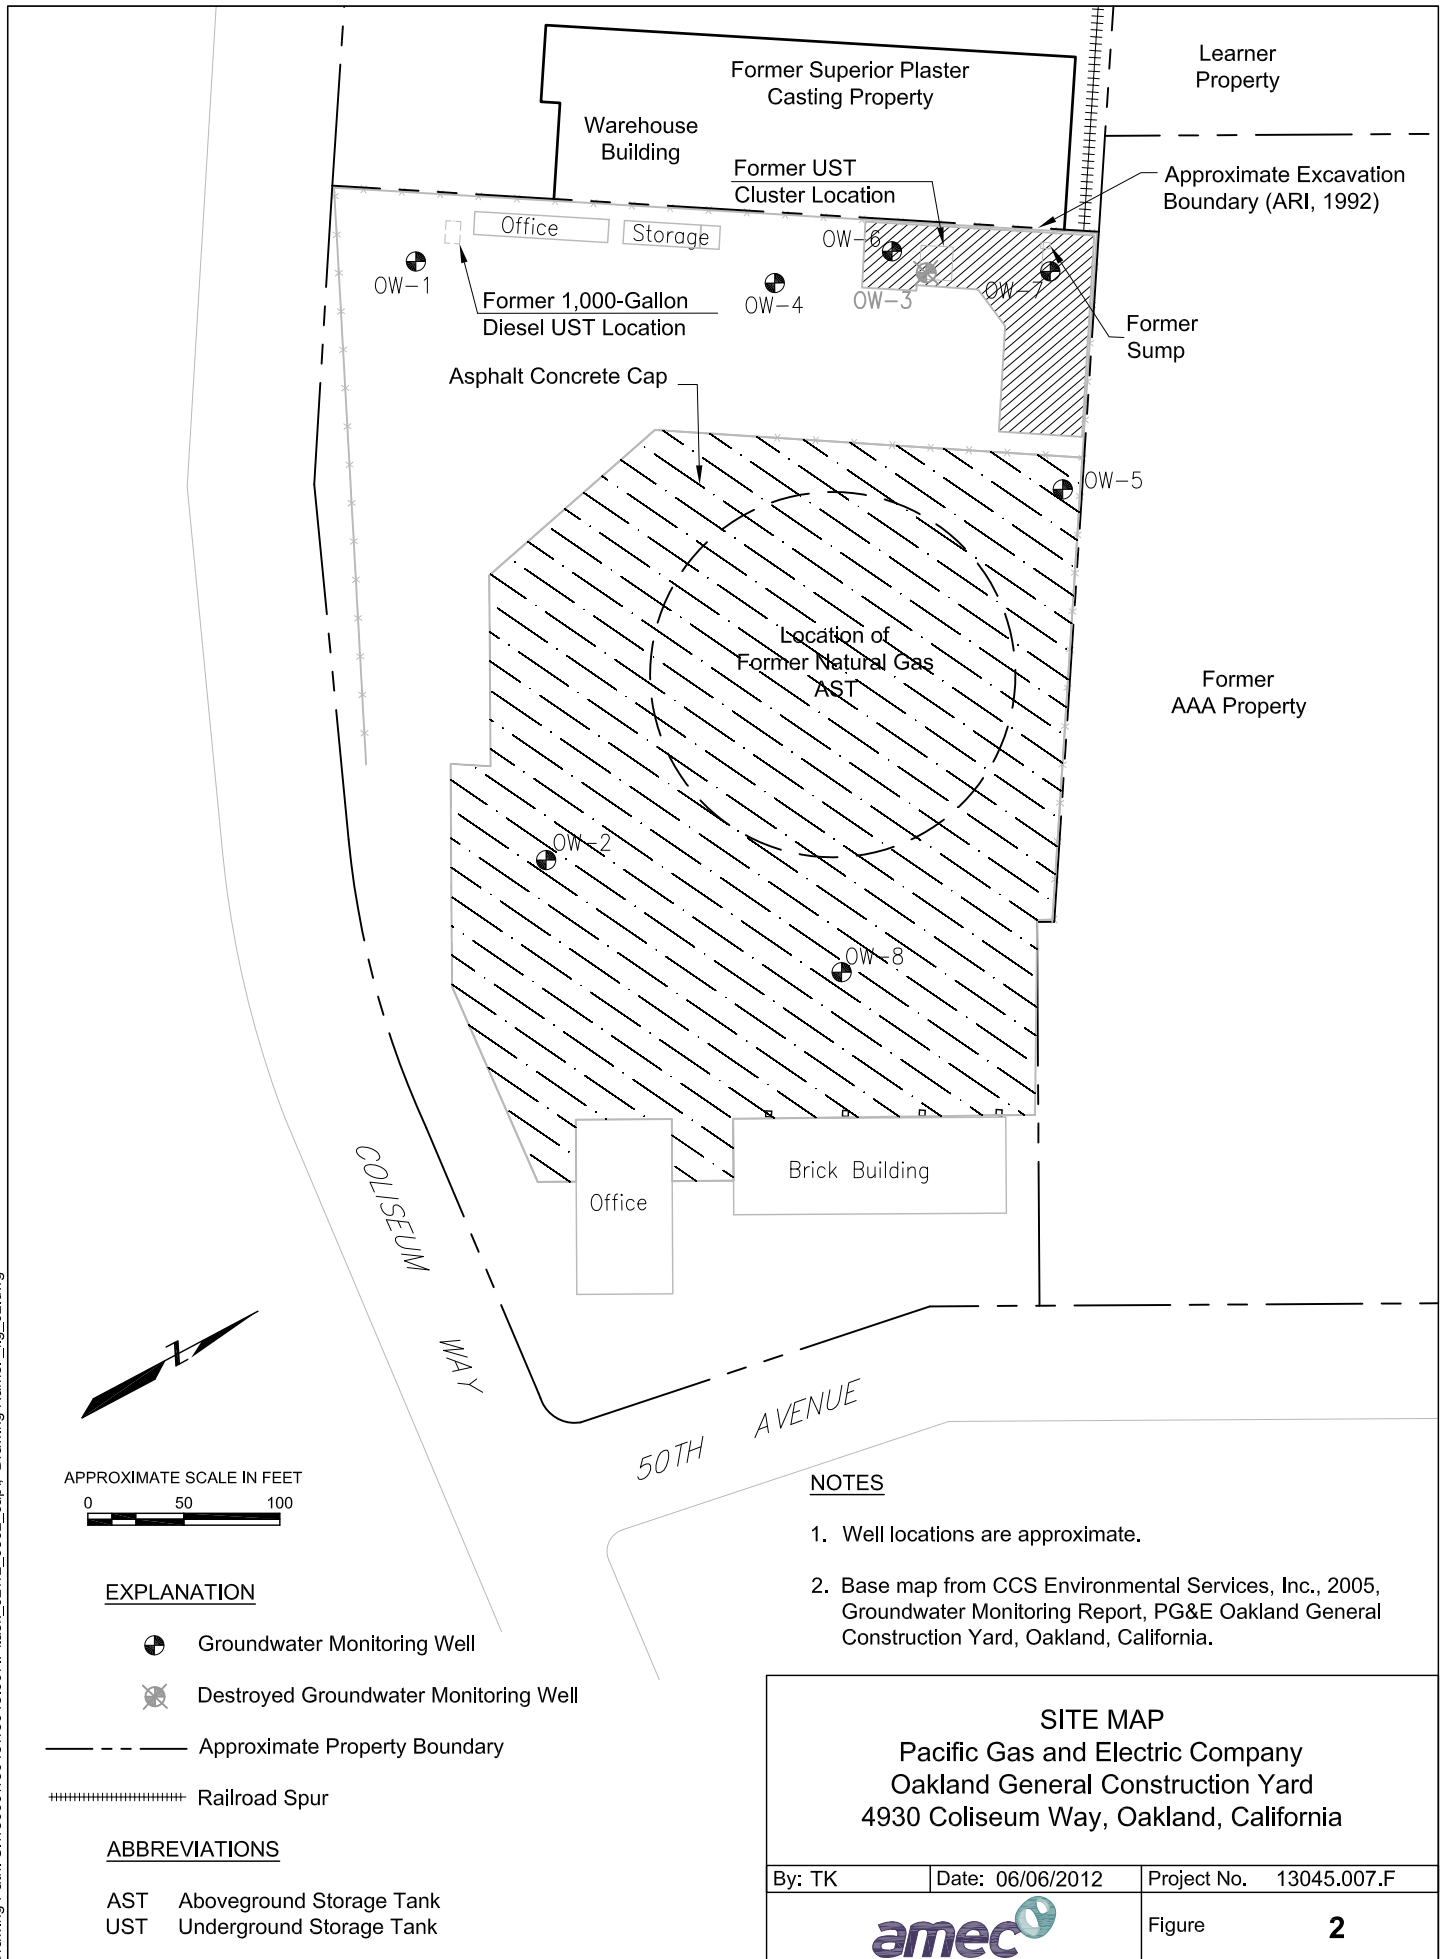 Learner
Property
Former Superior Plaster
Casting Property
Warehouse
Building
Former UST
Cluster Location
Approximate Excavation
Boundary (ARI, 1992)
Office
Storage
OW-6
OW-1
OW-4
OW-3
OW-7
Former 1,000-Gallon
Diesel UST Location
Former
Sump
Asphalt Concrete Cap
OW-5
Location of
Former Natural Gas
AST
Former
AAA Property
OW-2
OW-8
Brick Building
Office
COLISEUM WAY
50TH AVENUE
Z
APPROXIMATE SCALE IN FEET
0 50 100
EXPLANATION
Groundwater Monitoring Well
Destroyed Groundwater Monitoring Well
Approximate Property Boundary
Railroad Spur
ABBREVIATIONS
AST Aboveground Storage Tank
UST Underground Storage Tank
NOTES
1. Well locations are approximate.
2. Base map from CCS Environmental Services, Inc., 2005,
Groundwater Monitoring Report, PG&E Oakland General
Construction Yard, Oakland, California.
SITE MAP
Pacific Gas and Electric Company
Oakland General Construction Yard
4930 Coliseum Way, Oakland, California
By: TK
Date: 06/06/2012
Project No. 13045.007.F
amec
Figure 2